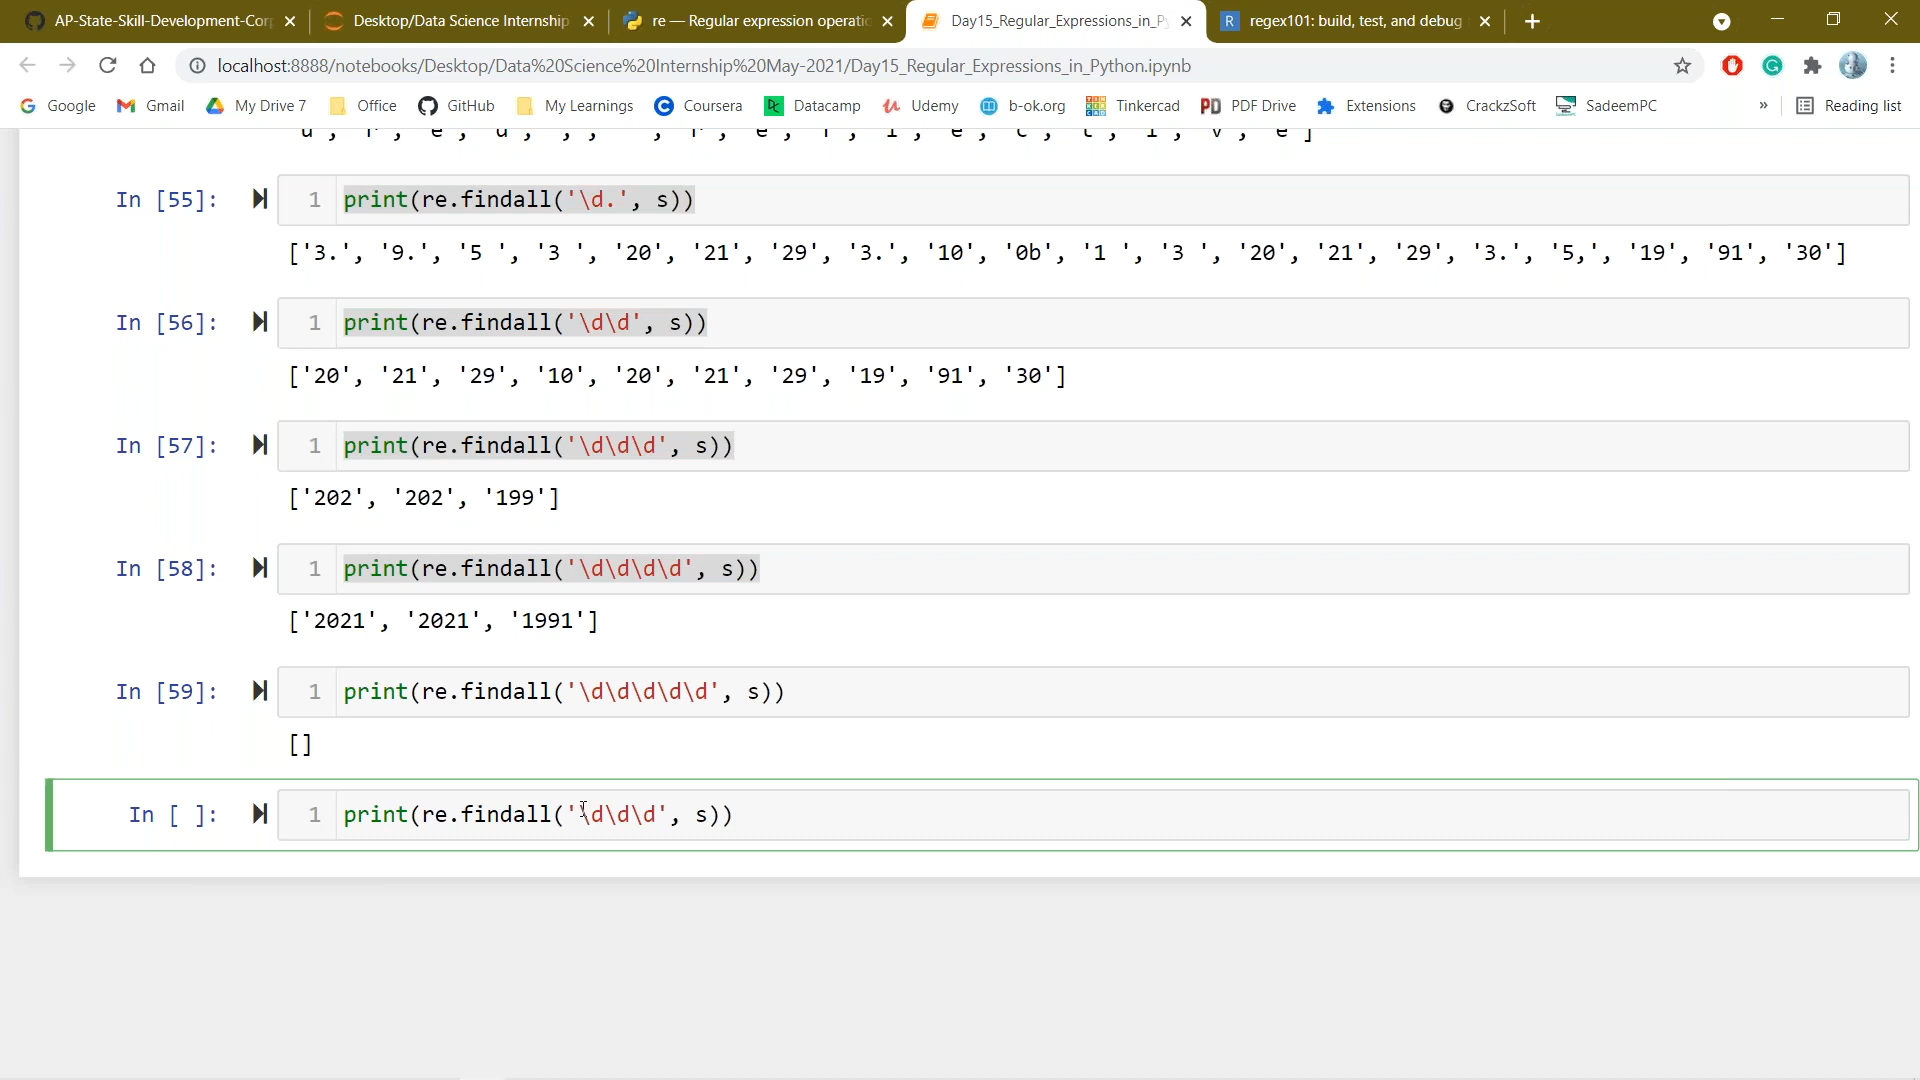 AP-State-Skill-Development-Corp
Desktop/Data Science Internship
re — Regular expression operatic
Day15_Regular_Expressions_in_P
regex101: build, test, and debug
localhost:8888/notebooks/Desktop/Data%20Science%20Internship%20May-2021/Day15_Regular_Expressions_in_Python.ipynb
Google Gmail My Drive 7 Office GitHub My Learnings Coursera Datacamp Udemy b-ok.org Tinkercad PDF Drive Extensions CrackzSoft SadeemPC » Reading list
In [55]: 1 print(re.findall('\d.', s))
['3.', '9.', '5 ', '3 ', '20', '21', '29', '3.', '10', '0b', '1 ', '3 ', '20', '21', '29', '3.', '5,', '19', '91', '30']
In [56]: 1 print(re.findall('\d\d', s))
['20', '21', '29', '10', '20', '21', '29', '19', '91', '30']
In [57]: 1 print(re.findall('\d\d\d', s))
['202', '202', '199']
In [58]: 1 print(re.findall('\d\d\d\d', s))
['2021', '2021', '1991']
In [59]: 1 print(re.findall('\d\d\d\d\d', s))
[]
In [ ]: 1 print(re.findall('\d\d\d', s))